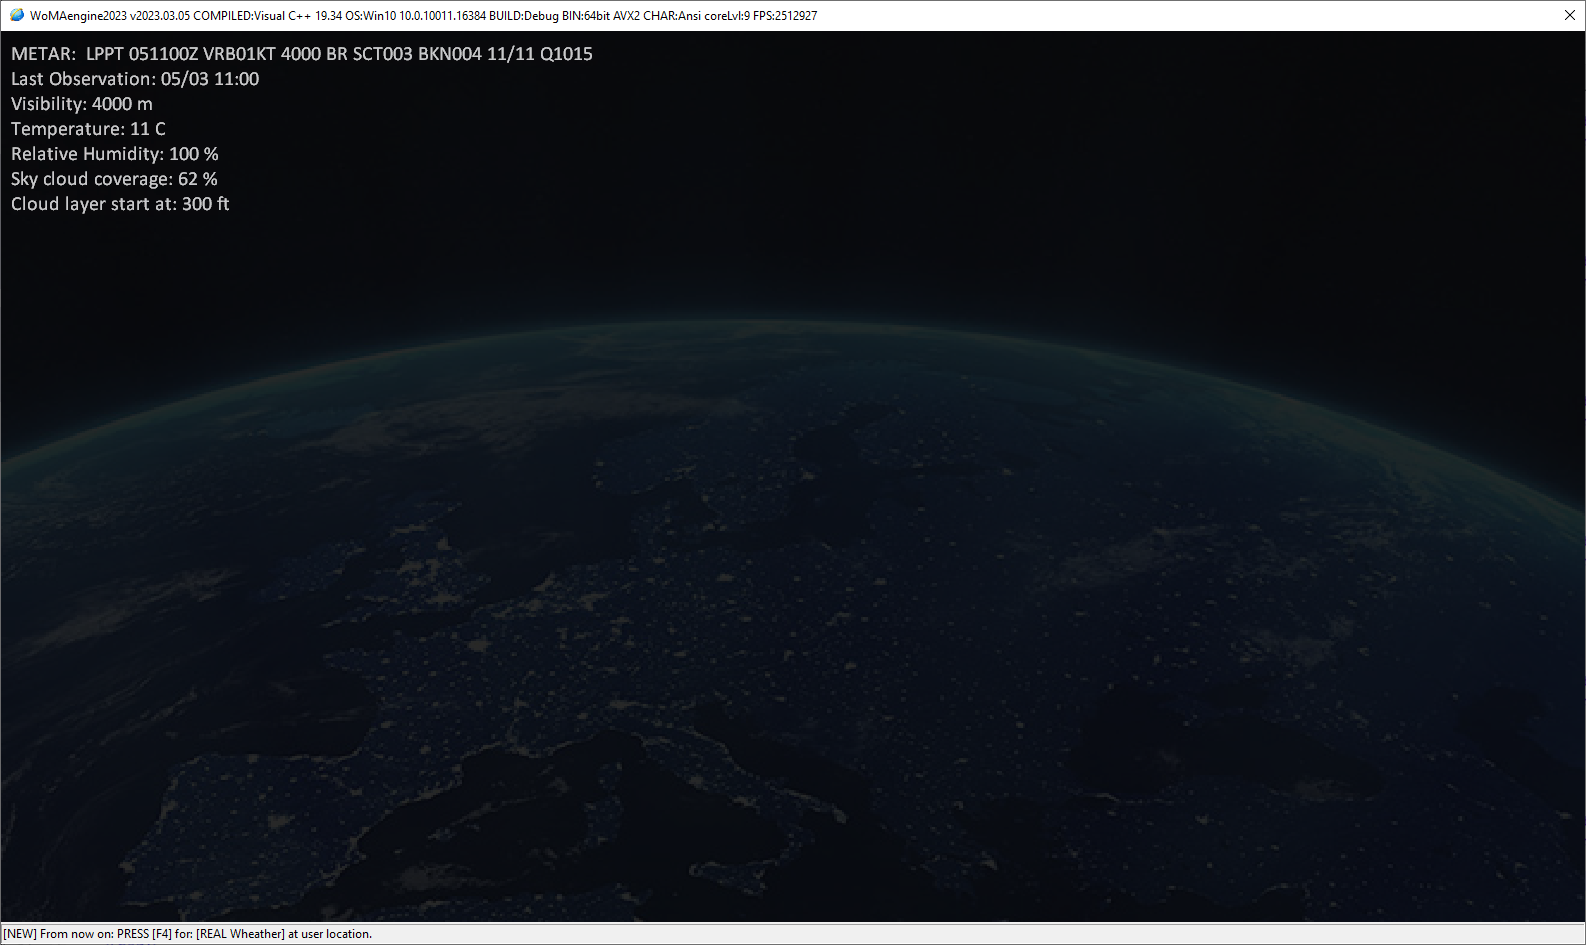 WoMAengine2023 v2023.03.05 COMPILED:Visual C++ 19.34 OS:Win10 10.0.10011.16384 BUILD:Debug BIN:64bit AVX2 CHAR:Ansi coreLvl:9 FPS:2512927
METAR: LPPT 051100Z VRB01KT 4000 BR SCT003 BKN004 11/11 Q1015
Last Observation: 05/03 11:00
Visibility: 4000 m
Temperature: 11 C
Relative Humidity: 100 %
Sky cloud coverage: 62 %
Cloud layer start at: 300 ft
[NEW] From now on: PRESS [F4] for: [REAL Wheather] at user location.